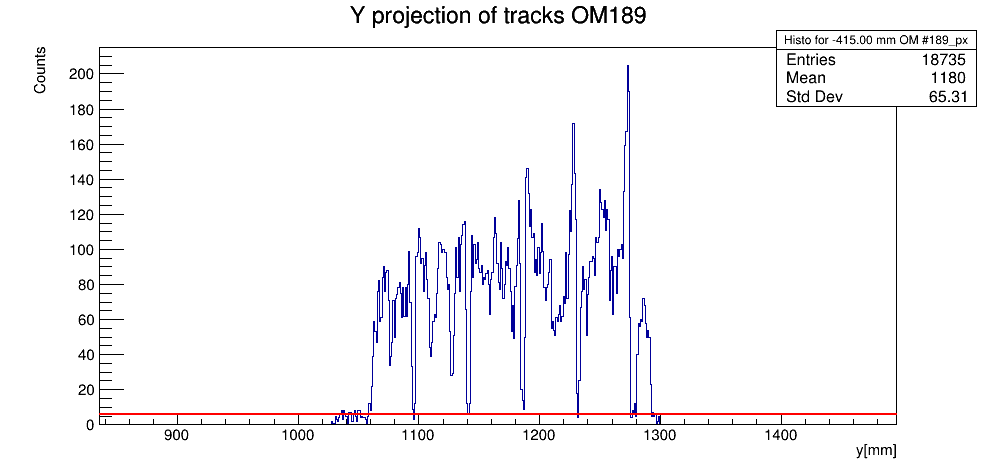 Y projection of tracks OM189
Histo for -415.00 mm OM #189_px
Entries 18735
Mean 1180
Std Dev 65.31
Counts
200
180
160
140
120
100
80
60
40
20
0
900 1000 1100 1200 1300 1400
y[mm]